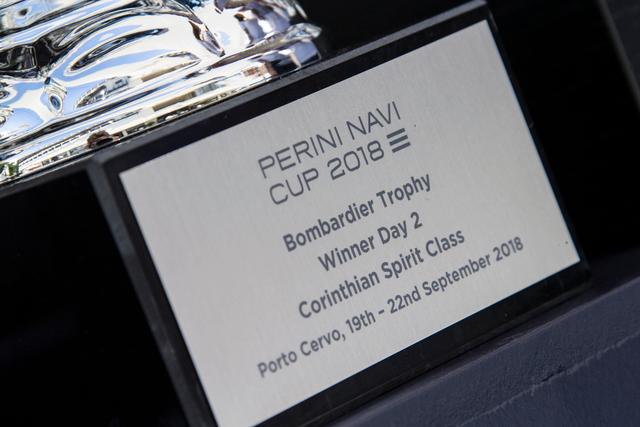 PERINI NAVI
CUP 2018
Bombardier Trophy
Winner Day 2
Corinthian Spirit Class
Porto Cervo, 19th - 22nd September 2018